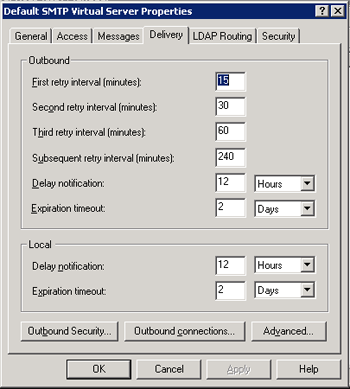 Default SMTP Virtual Server Properties
General Access Messages Delivery LDAP Routing Security
Outbound
First retry interval (minutes): 15
Second retry interval (minutes): 30
Third retry interval (minutes): 60
Subsequent retry interval (minutes): 240
Delay notification: 12 Hours
Expiration timeout: 2 Days
Local
Delay notification: 12 Hours
Expiration timeout: 2 Days
Outbound Security... Outbound connections... Advanced...
OK Cancel Apply Help